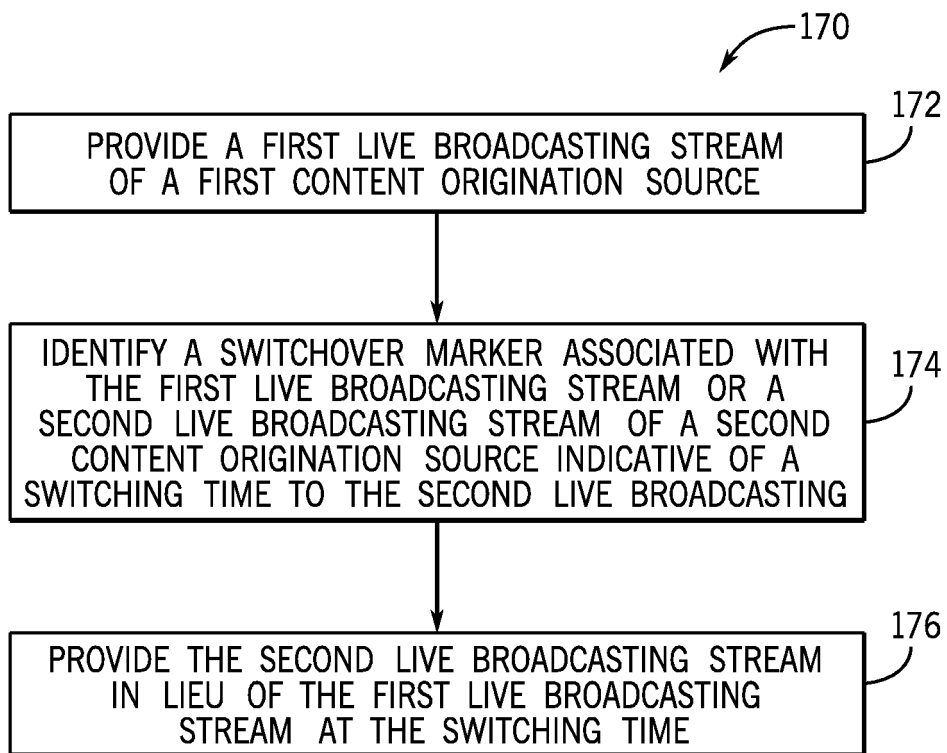 170
172
PROVIDE A FIRST LIVE BROADCASTING STREAM
OF A FIRST CONTENT ORIGINATION SOURCE
174
IDENTIFY A SWITCHOVER MARKER ASSOCIATED WITH
THE FIRST LIVE BROADCASTING STREAM OR A
SECOND LIVE BROADCASTING STREAM OF A SECOND
CONTENT ORIGINATION SOURCE INDICATIVE OF A
SWITCHING TIME TO THE SECOND LIVE BROADCASTING
176
PROVIDE THE SECOND LIVE BROADCASTING STREAM
IN LIEU OF THE FIRST LIVE BROADCASTING
STREAM AT THE SWITCHING TIME